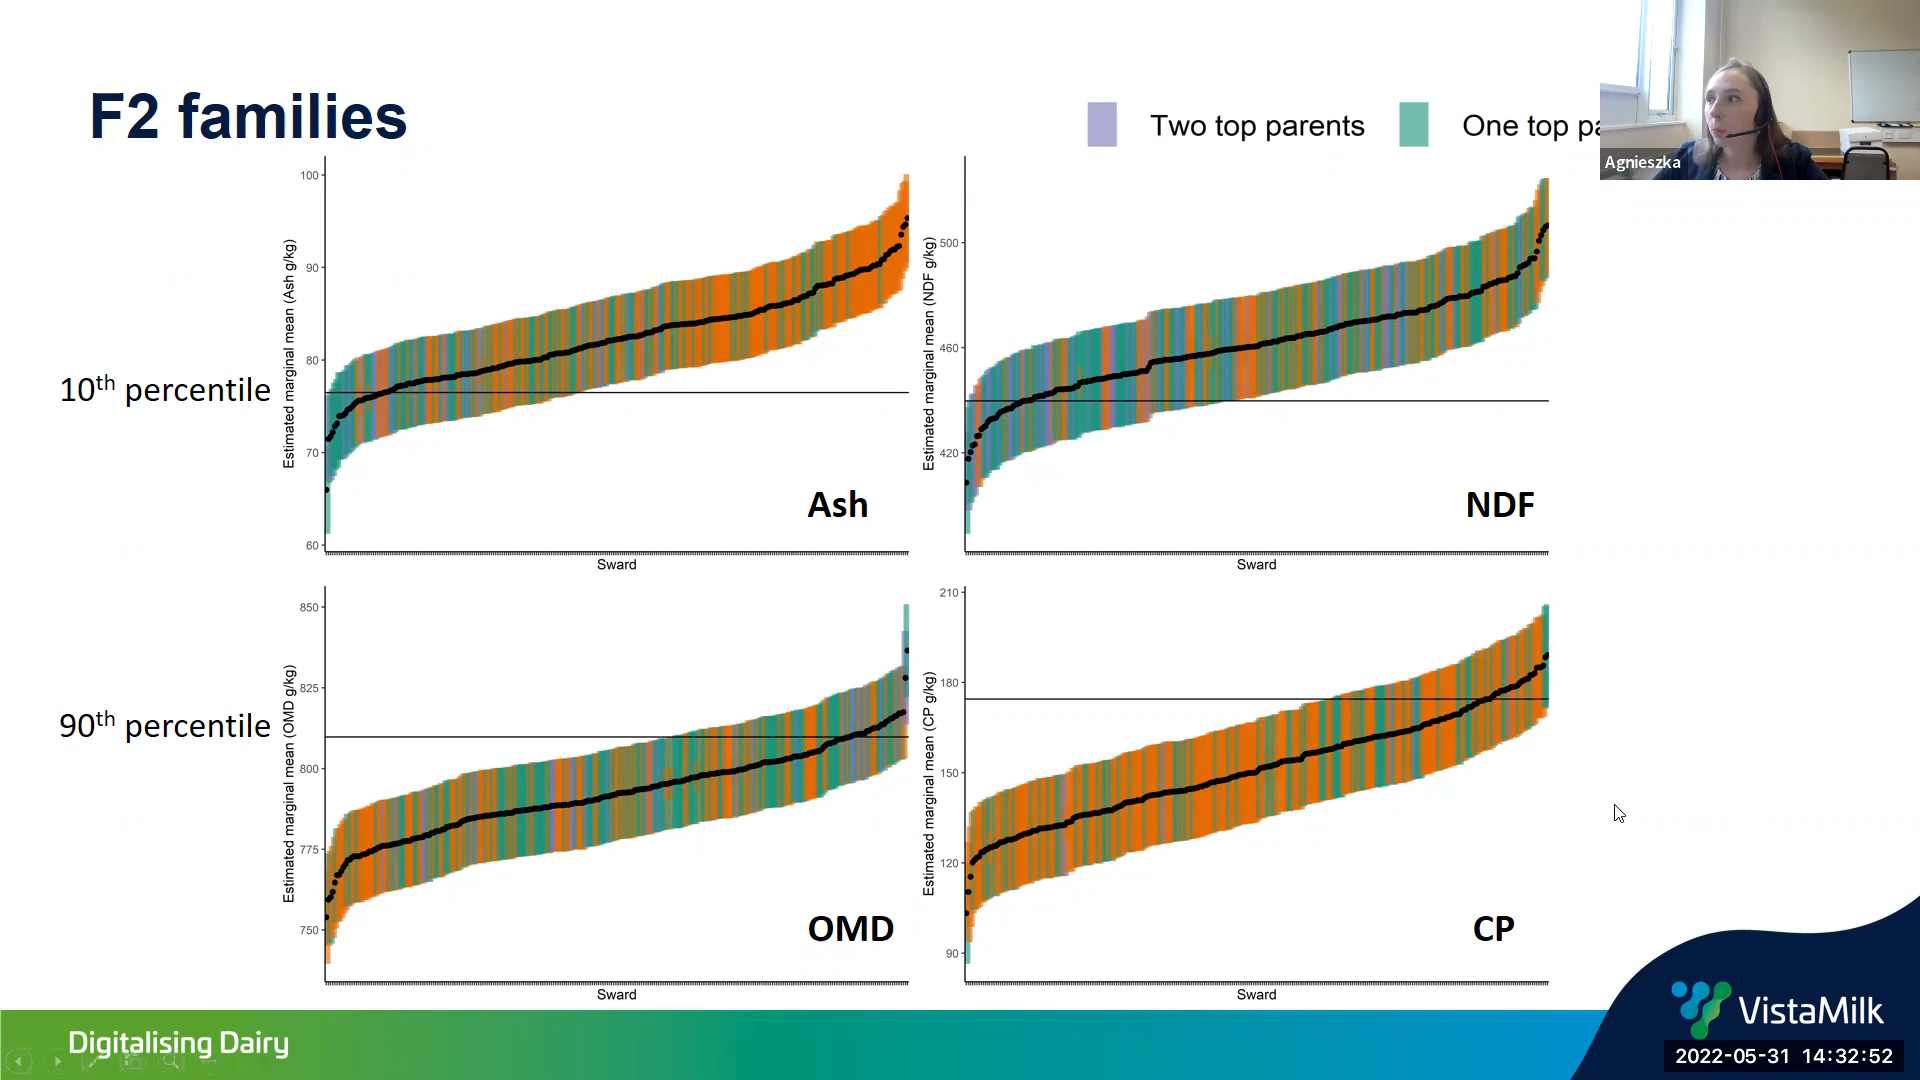 F2 families
Two top parents
One top pa
Agnieszka
10th percentile
Estimated marginal mean (Ash g/kg)
100
90
80
70
60
Ash
Sward
Estimated marginal mean (NDF g/kg)
500
460
420
NDF
Sward
90th percentile
Estimated marginal mean (OMD g/kg)
850
825
800
775
750
OMD
Sward
Estimated marginal mean (CP g/kg)
210
180
150
120
90
CP
Sward
Digitalising Dairy
VistaMilk
2022-05-31 14:32:52